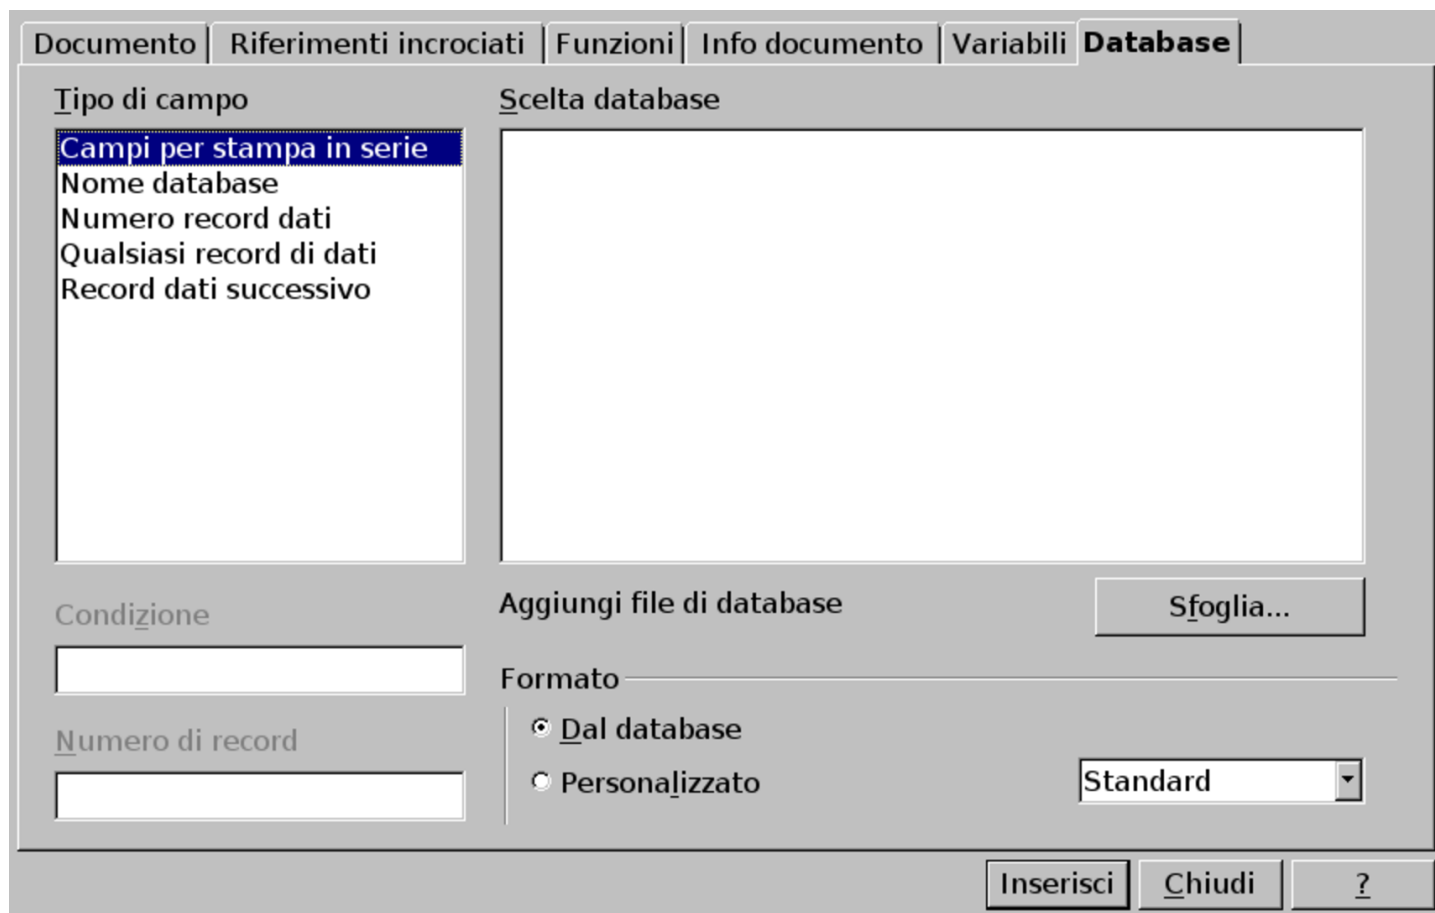 Documento Riferimenti incrociati Funzioni Info documento Variabili Database
Tipo di campo
Campi per stampa in serie
Nome database
Numero record dati
Qualsiasi record di dati
Record dati successivo
Scelta database
Condizione
Numero di record
Aggiungi file di database
Sfoglia...
Formato
Dal database
Personalizzato
Standard
Inserisci Chiudi ?